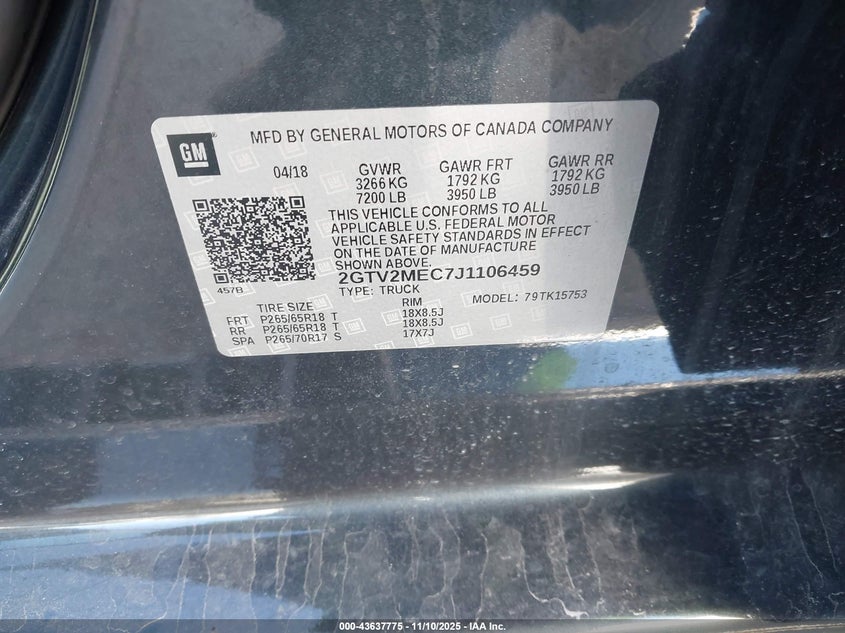 GM
MFD BY GENERAL MOTORS OF CANADA COMPANY
04/18 GVWR GAWR FRT GAWR RR
3266 KG 1792 KG 1792 KG
7200 LB 3950 LB 3950 LB
THIS VEHICLE CONFORMS TO ALL
APPLICABLE U.S. FEDERAL MOTOR
VEHICLE SAFETY STANDARDS IN EFFECT
ON THE DATE OF MANUFACTURE
SHOWN ABOVE.
457B 2GTV2MEC7J1106459
TYPE: TRUCK MODEL: 79TK15753
TIRE SIZE RIM
FRT P265/65R18 T 18X8.5J
RR P265/65R18 T 18X8.5J
SPA P265/70R17 S 17X7J
000-43637775 - 11/10/2025 - IAA Inc.